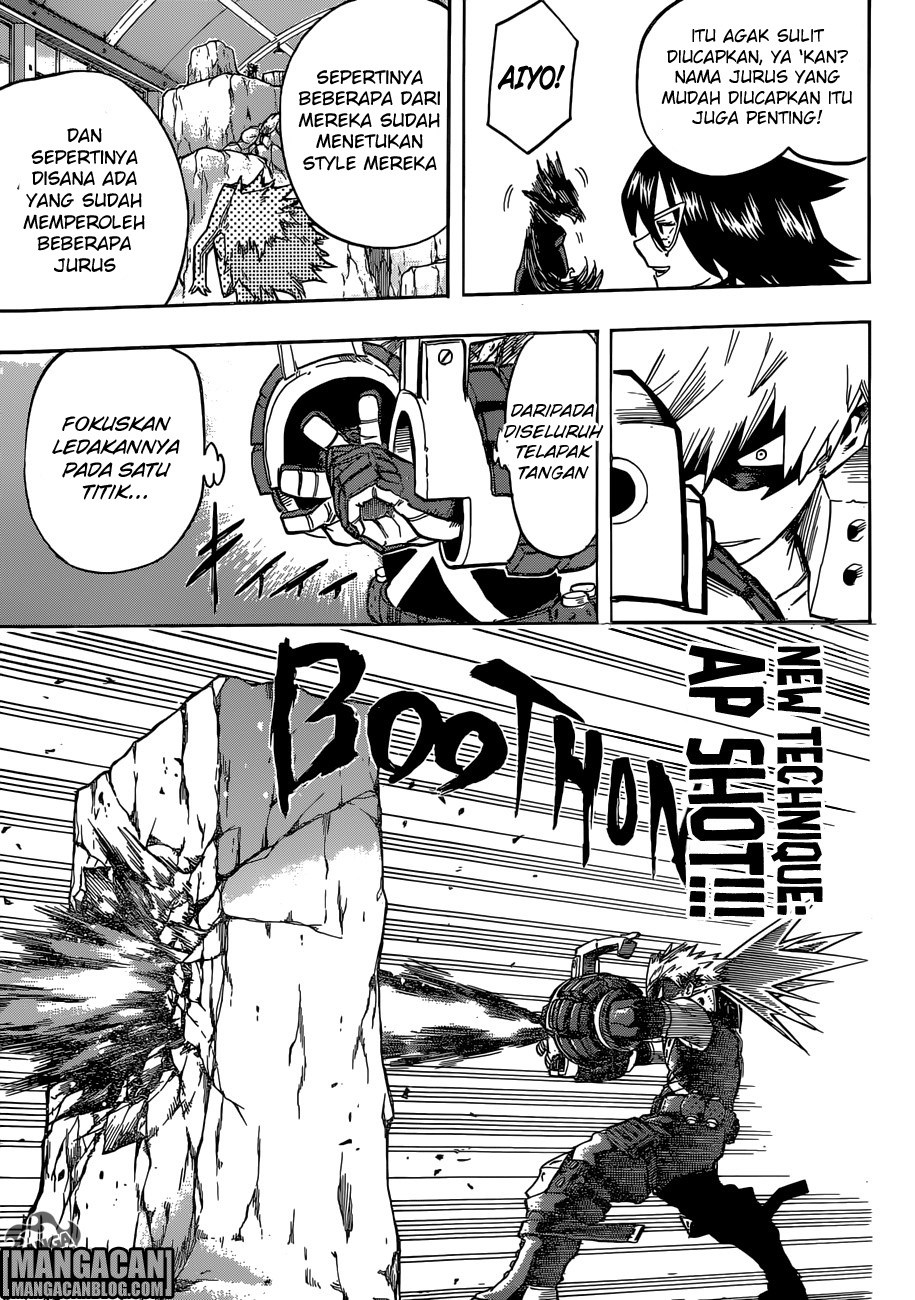 ITU AGAK SULIT
DIUCAPKAN, YA 'KAN?
NAMA JURUS YANG
MUDAH DIUCAPKAN ITU
JUGA PENTING!
AIYO!
SEPERTINYA
BEBERAPA DARI
MEREKA SUDAH
MENETUKAN
STYLE MEREKA
DAN
SEPERTINYA
DISANA ADA
YANG SUDAH
MEMPEROLEH
BEBERAPA
JURUS
DARIPADA
DISELURUH
TELAPAK
TANGAN
FOKUSKAN
LEDAKANNYA
PADA SATU
TITIK...
NEW TECHNIQUE:
AP SHOT!!!
BOOTHOM
MANGACAN
MANGACANBLOG.COM